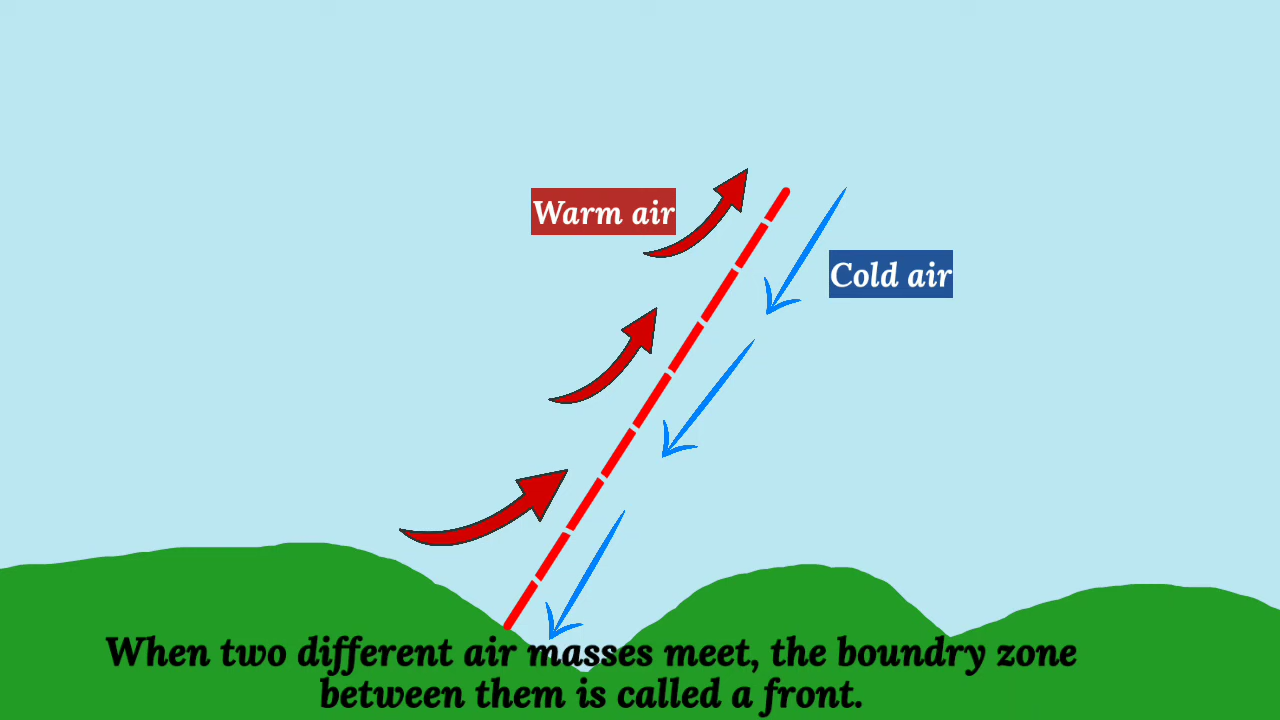 Warm air
Cold air
When two different air masses meet, the boundry zone
between them is called a front.